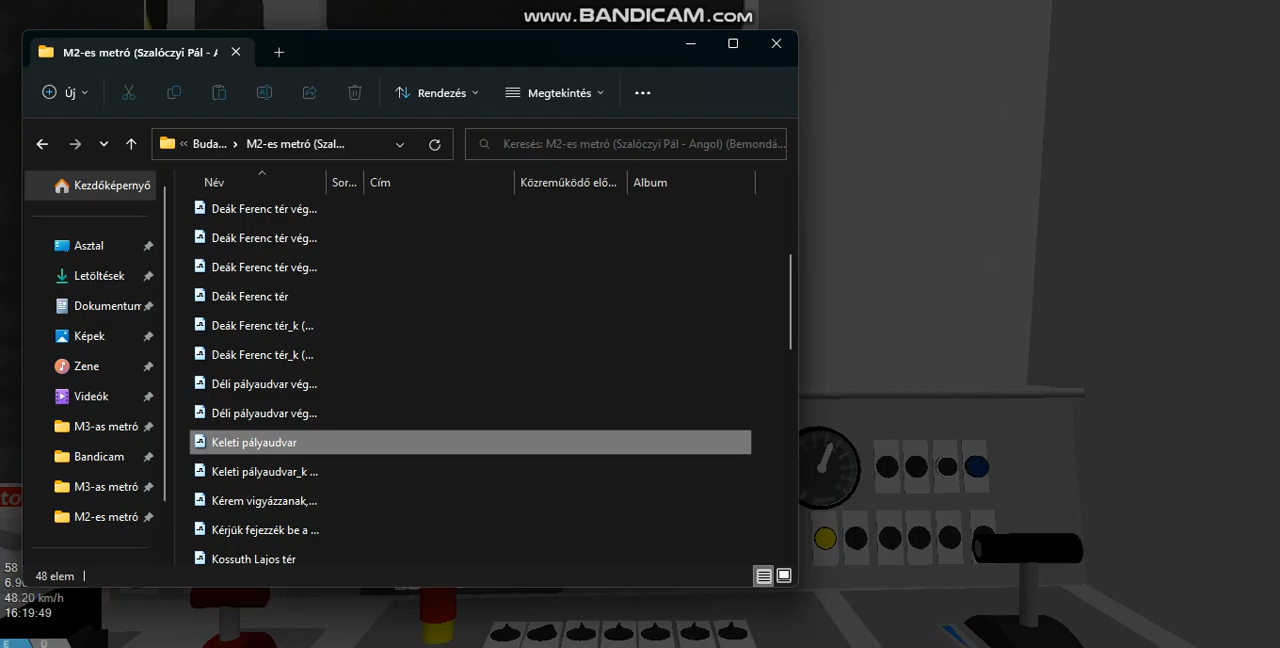 www.BANDICAM.com
M2-es metró (Szalóczyi Pál - A
Új
Rendezés
Megtekintés
Buda...
M2-es metró (Szal...
Keresés: M2-es metró (Szalóczyi Pál - Angol) (Bemondá...
Kezdőképernyő
Név
Sor...
Cím
Közreműködő elő...
Album
Asztal
Letöltések
Dokumentum
Képek
Zene
Videók
M3-as metró
Bandicam
M3-as metró
M2-es metró
Deák Ferenc tér vég...
Deák Ferenc tér vég...
Deák Ferenc tér vég...
Deák Ferenc tér
Deák Ferenc tér_k (...
Deák Ferenc tér_k (...
Déli pályaudvar vég...
Déli pályaudvar vég...
Keleti pályaudvar
Keleti pályaudvar_k ...
Kérem vigyázzanak,...
Kérjük fejezzék be a ...
Kossuth Lajos tér
48 elem
58
48.20 km/h
16:19:49